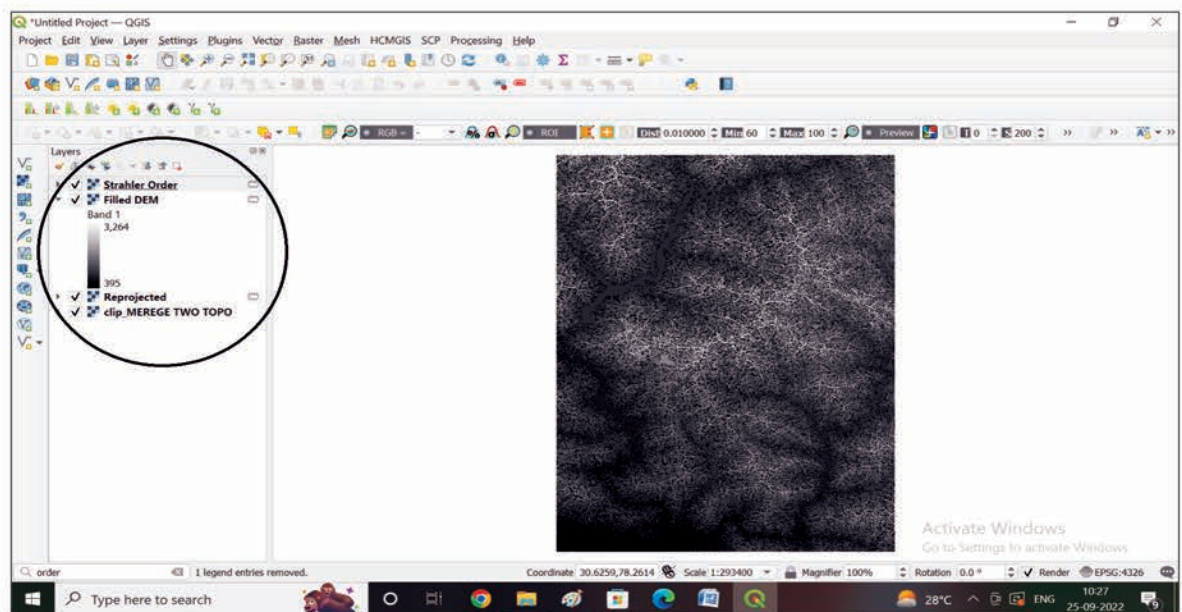 *Untitled Project — QGIS
Project Edit View Layer Settings Plugins Vector Raster Mesh HCMGIS SCP Processing Help
RGB = - ROI Dist 0.010000 Min 60 Max 100 Preview T 0 S 200 » » »
Layers
Strahler Order
Filled DEM
Band 1
3,264
395
Reprojected
clip_MEREGE TWO TOPO
Activate Windows
Go to Settings to activate Windows.
order 1 legend entries removed. Coordinate 30.6259,78.2614 Scale 1:293400 Magnifier 100% Rotation 0.0 ° Render EPSG:4326
Type here to search 28°C ENG 10:27
25-09-2022